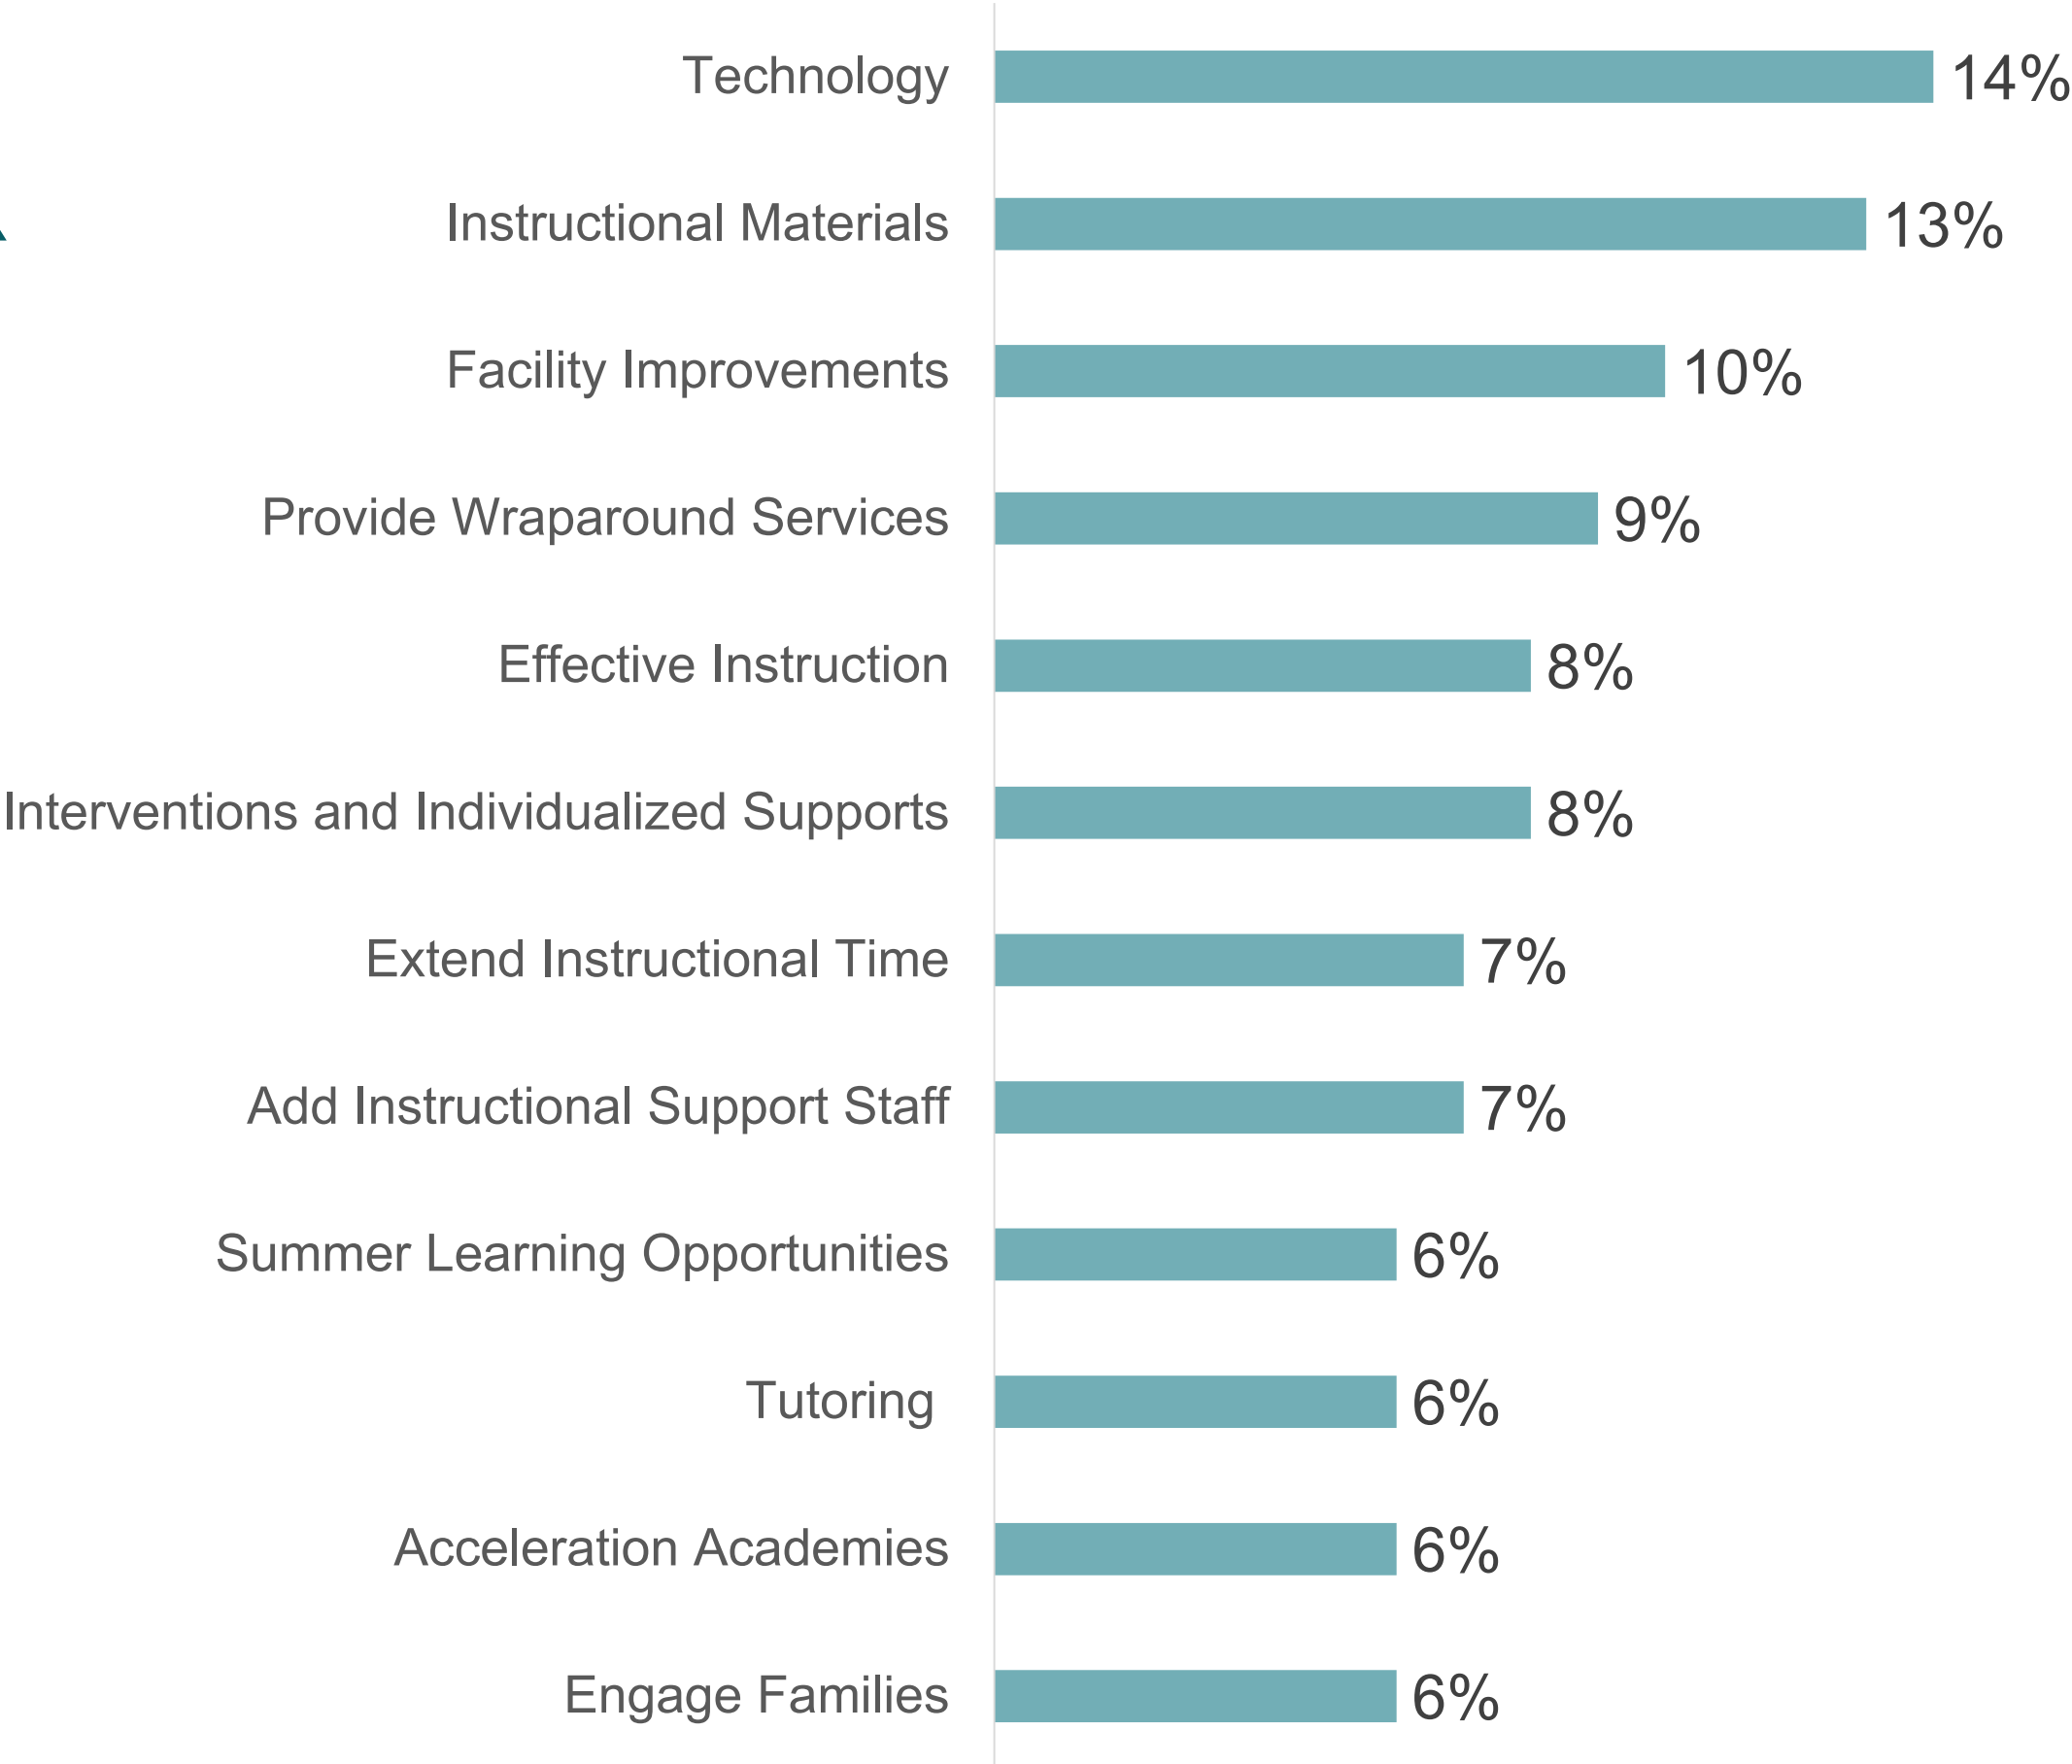 Technology 14%
Instructional Materials 13%
Facility Improvements 10%
Provide Wraparound Services 9%
Effective Instruction 8%
Interventions and Individualized Supports 8%
Extend Instructional Time 7%
Add Instructional Support Staff 7%
Summer Learning Opportunities 6%
Tutoring 6%
Acceleration Academies 6%
Engage Families 6%